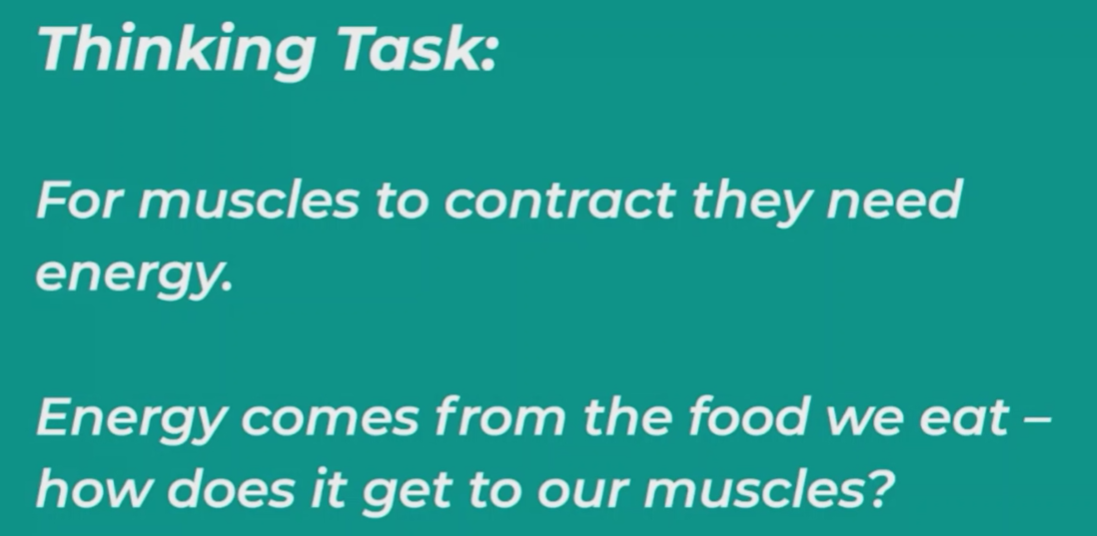 Thinking Task:
For muscles to contract they need
energy.
Energy comes from the food we eat –
how does it get to our muscles?